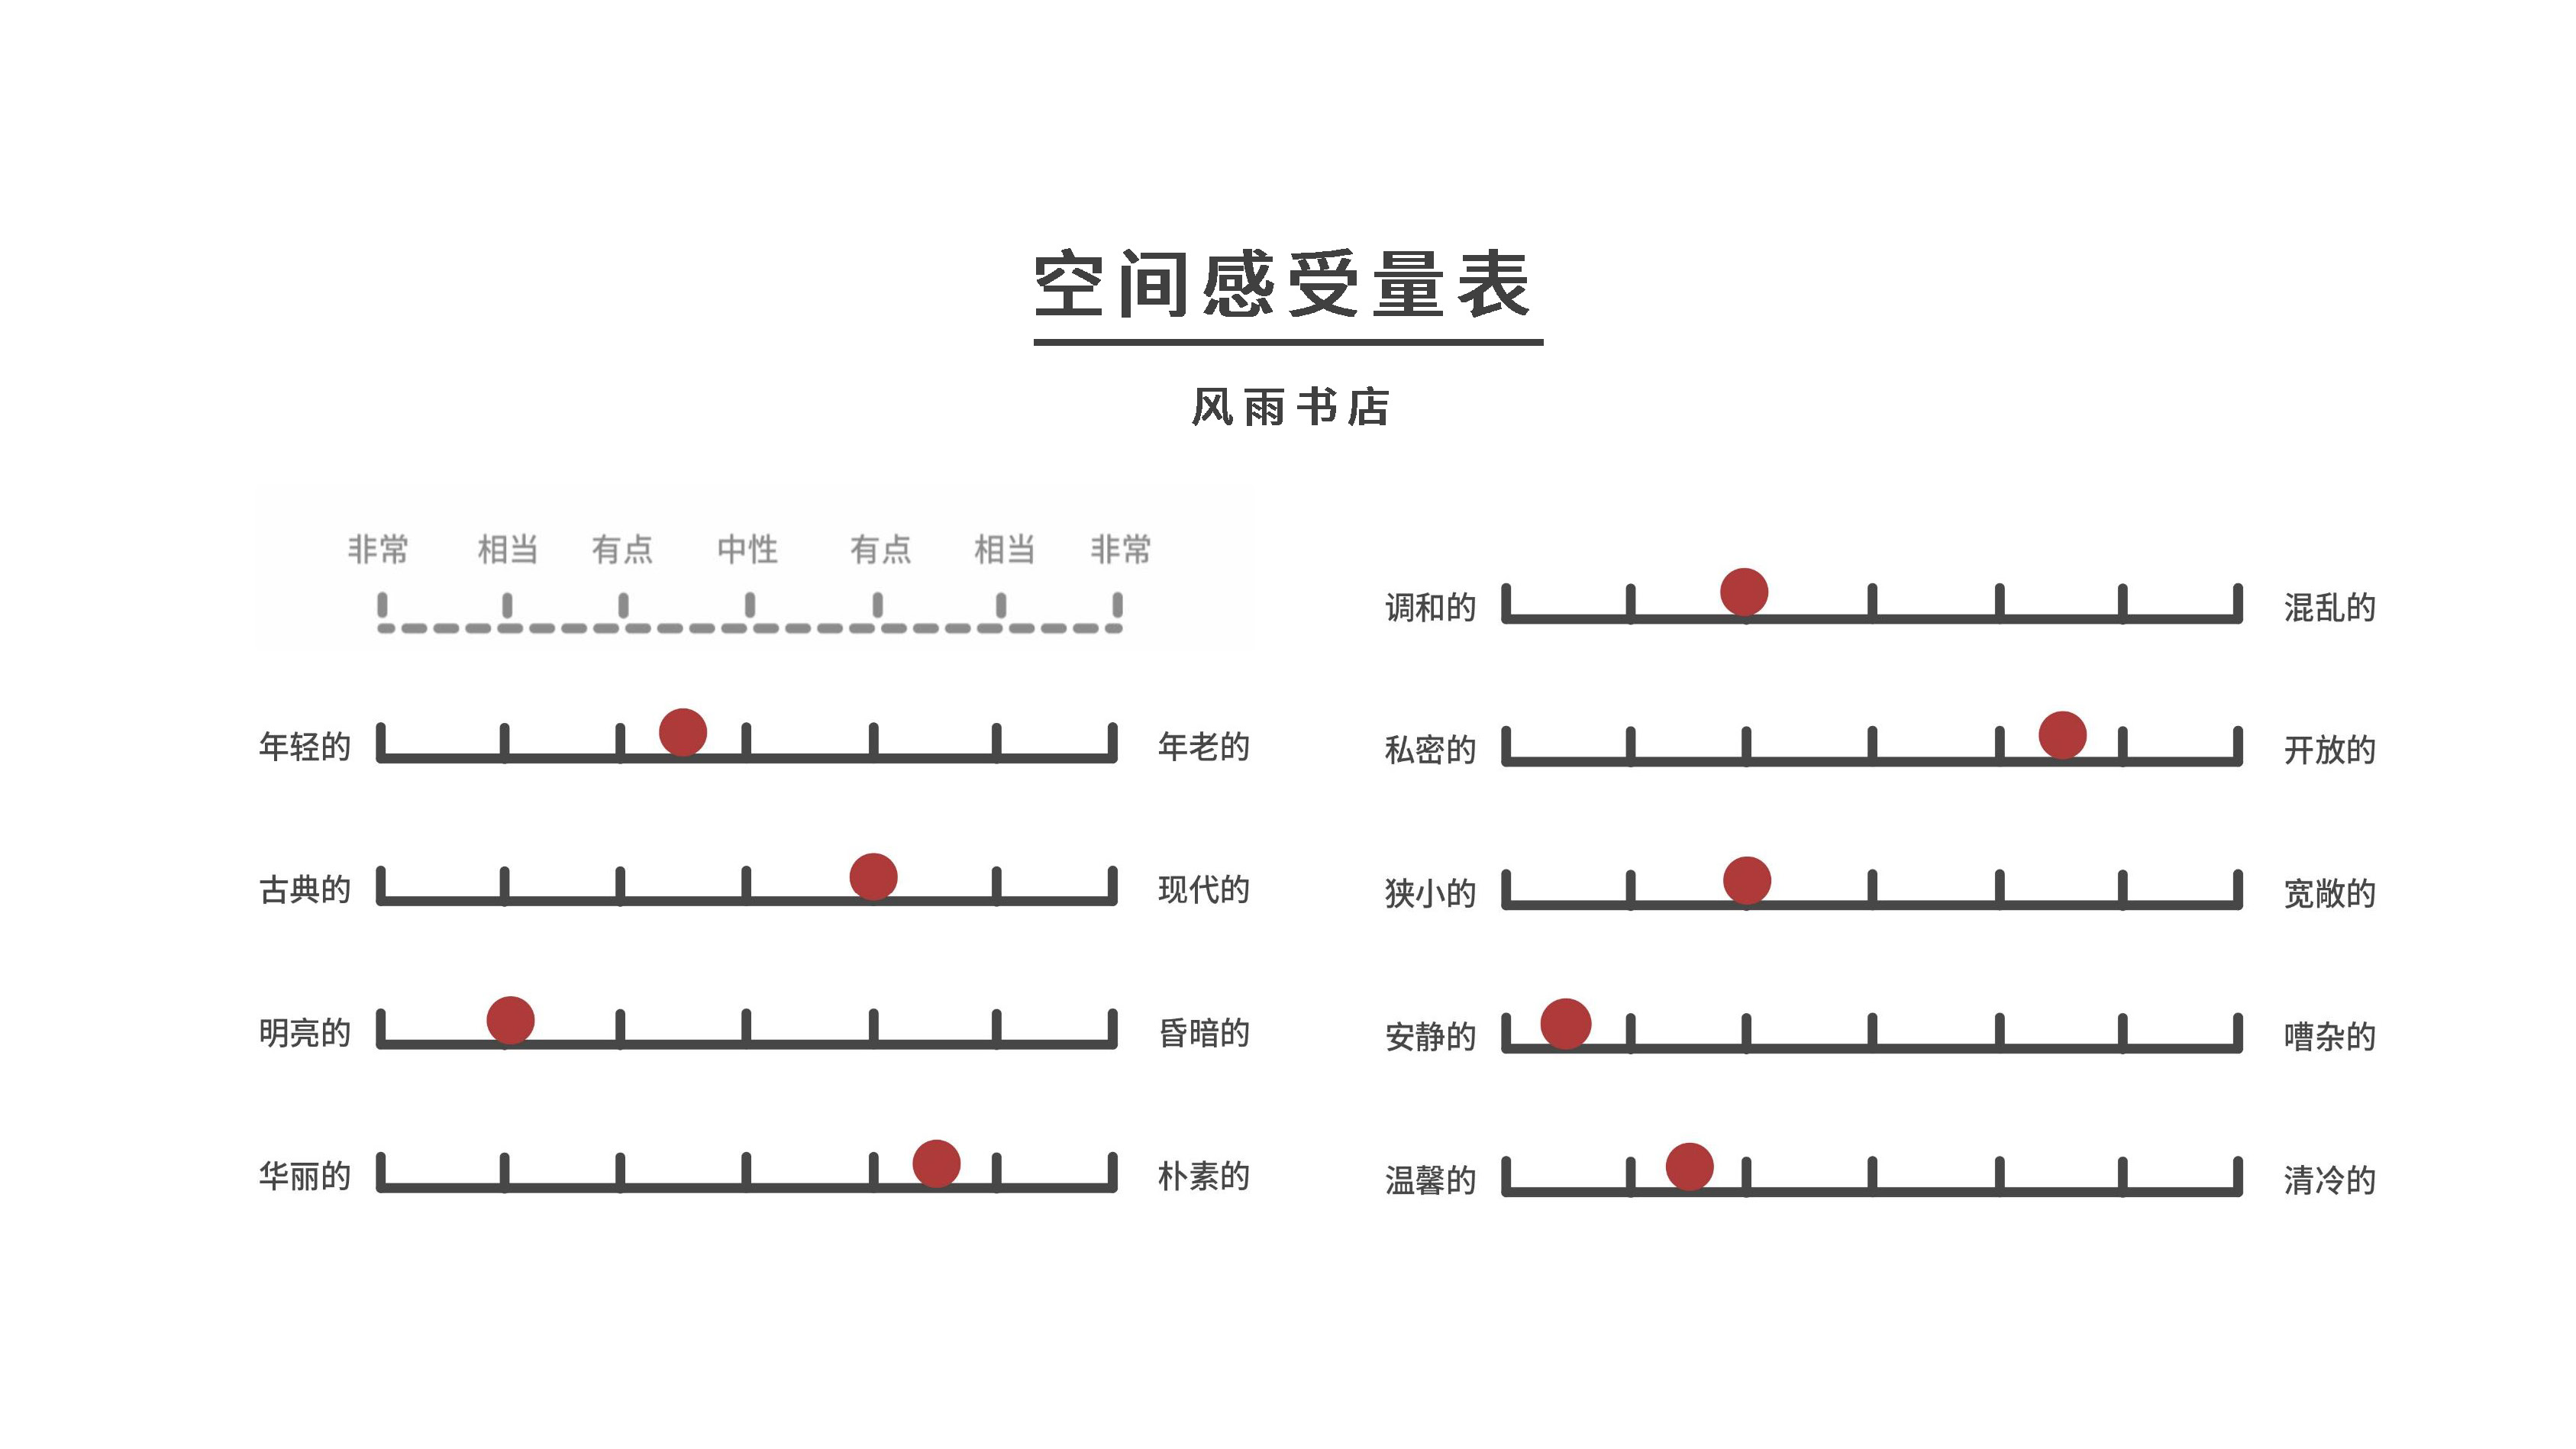 空间感受量表
风雨书店
非常 相当 有点 中性 有点 相当 非常
年轻的 年老的
古典的 现代的
明亮的 昏暗的
华丽的 朴素的
调和的 混乱的
私密的 开放的
狭小的 宽敞的
安静的 嘈杂的
温馨的 清冷的